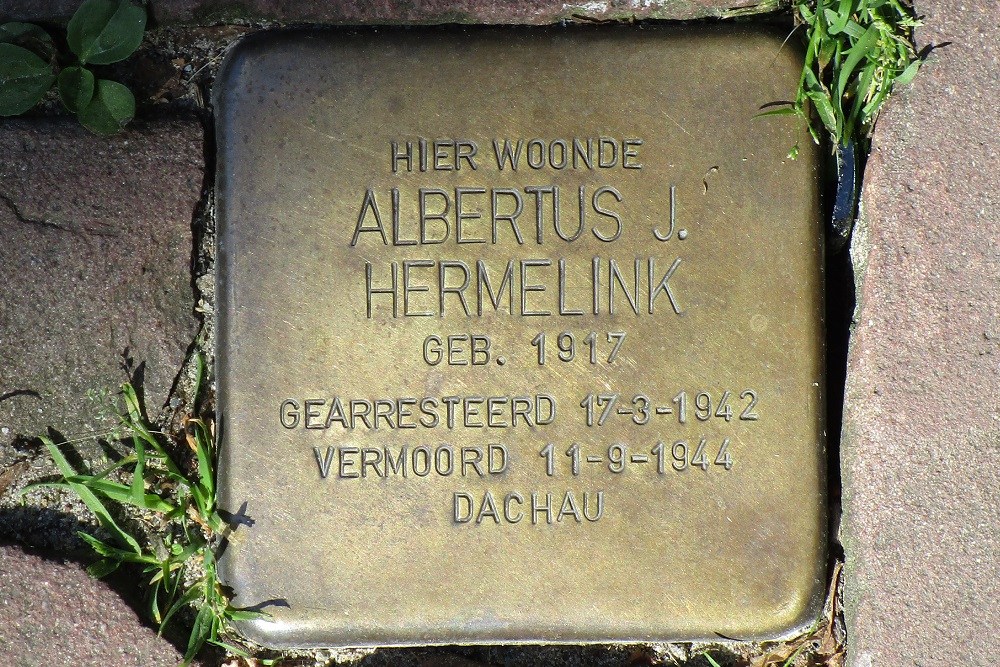 HIER WOONDE
ALBERTUS J.
HERMELINK
GEB. 1917
GEARRESTEERD 17-3-1942
VERMOORD 11-9-1944
DACHAU